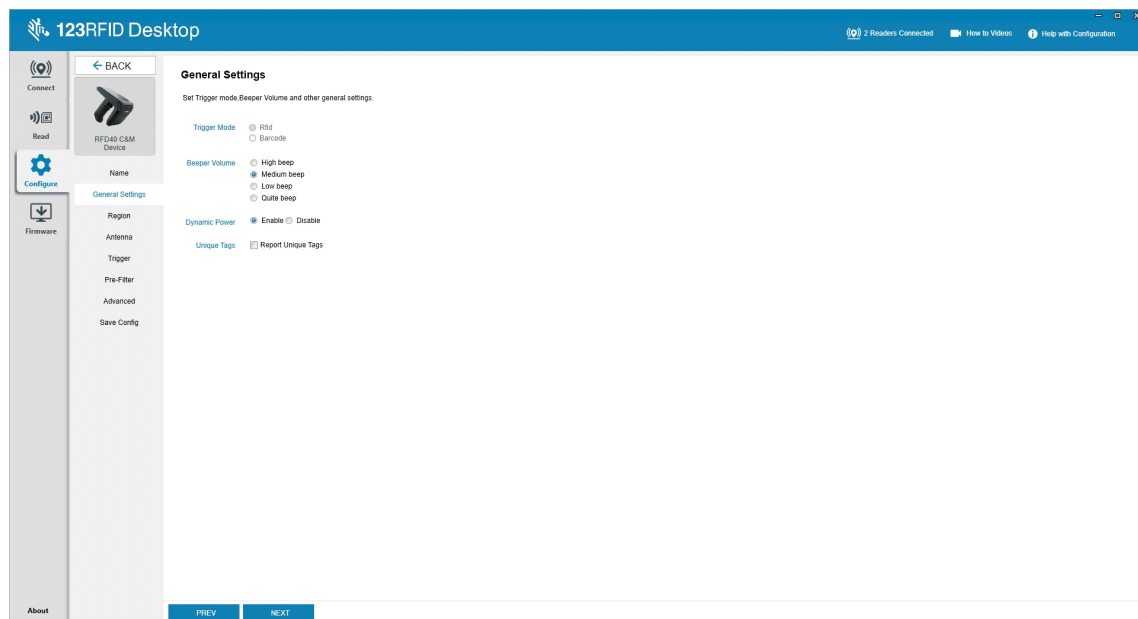 123RFID Desktop
2 Readers Connected
How to Videos
Help with Configuration
Connect
Read
Configure
Firmware
About
BACK
RFD40 C&M
Device
Name
General Settings
Region
Antenna
Trigger
Pre-Filter
Advanced
Save Config
General Settings
Set Trigger mode,Beeper Volume and other general settings.
Trigger Mode Rfid
Barcode
Beeper Volume High beep
Medium beep
Low beep
Quite beep
Dynamic Power Enable Disable
Unique Tags Report Unique Tags
PREV NEXT